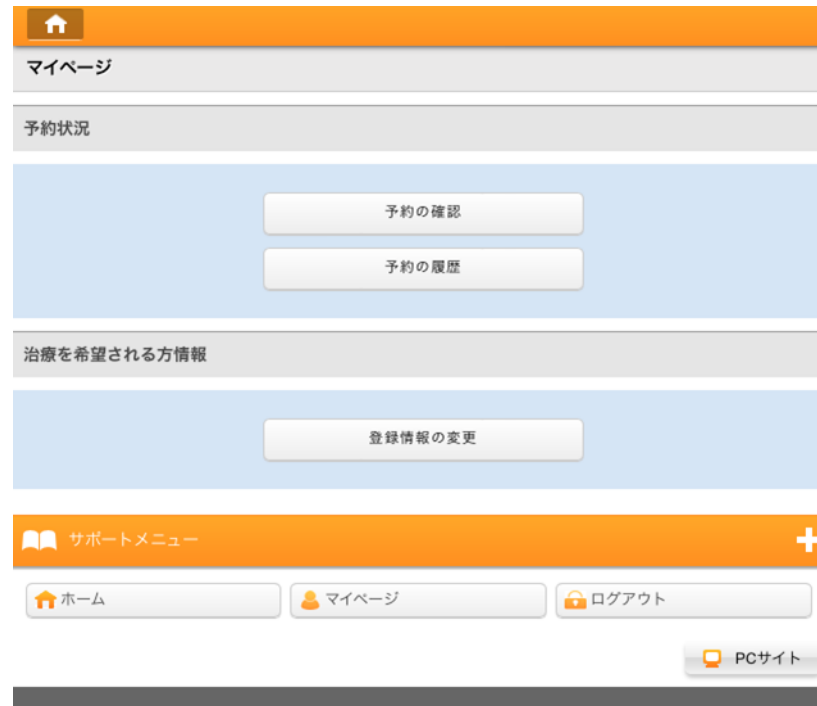 マイページ
予約状況
予約の確認
予約の履歴
治療を希望される方情報
登録情報の変更
サポートメニュー
ホーム
マイページ
ログアウト
PCサイト